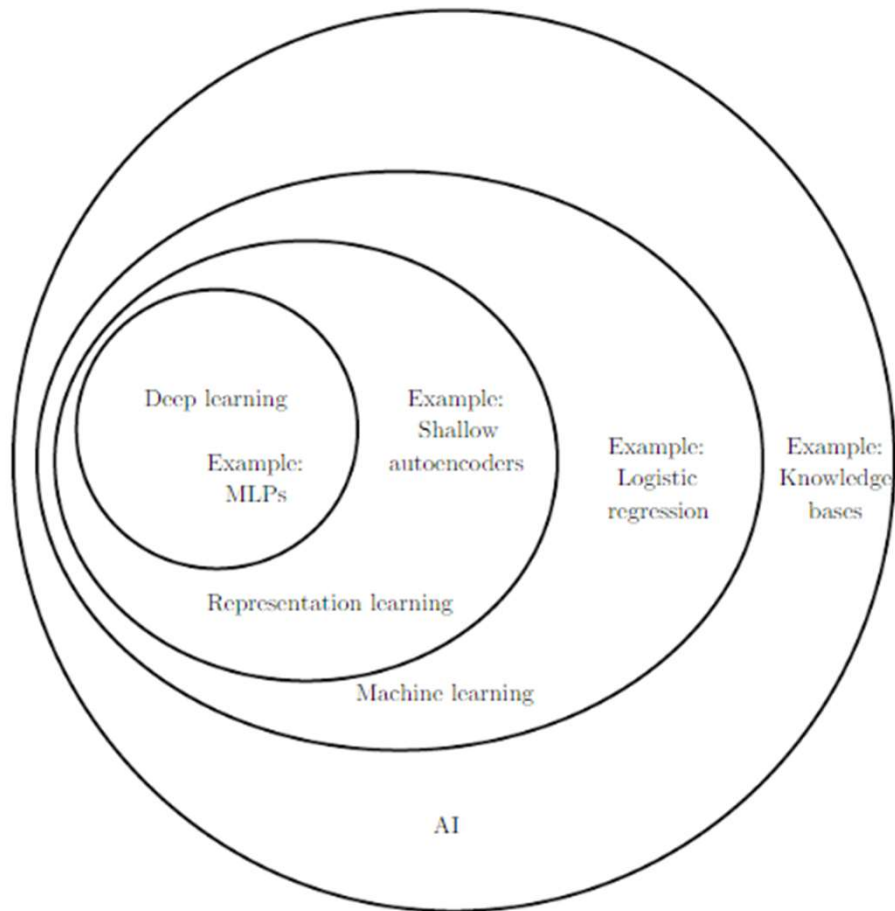 Deep learning
Example:
MLPs
Example:
Shallow
autoencoders
Example:
Logistic
regression
Example:
Knowledge
bases
Representation learning
Machine learning
AI